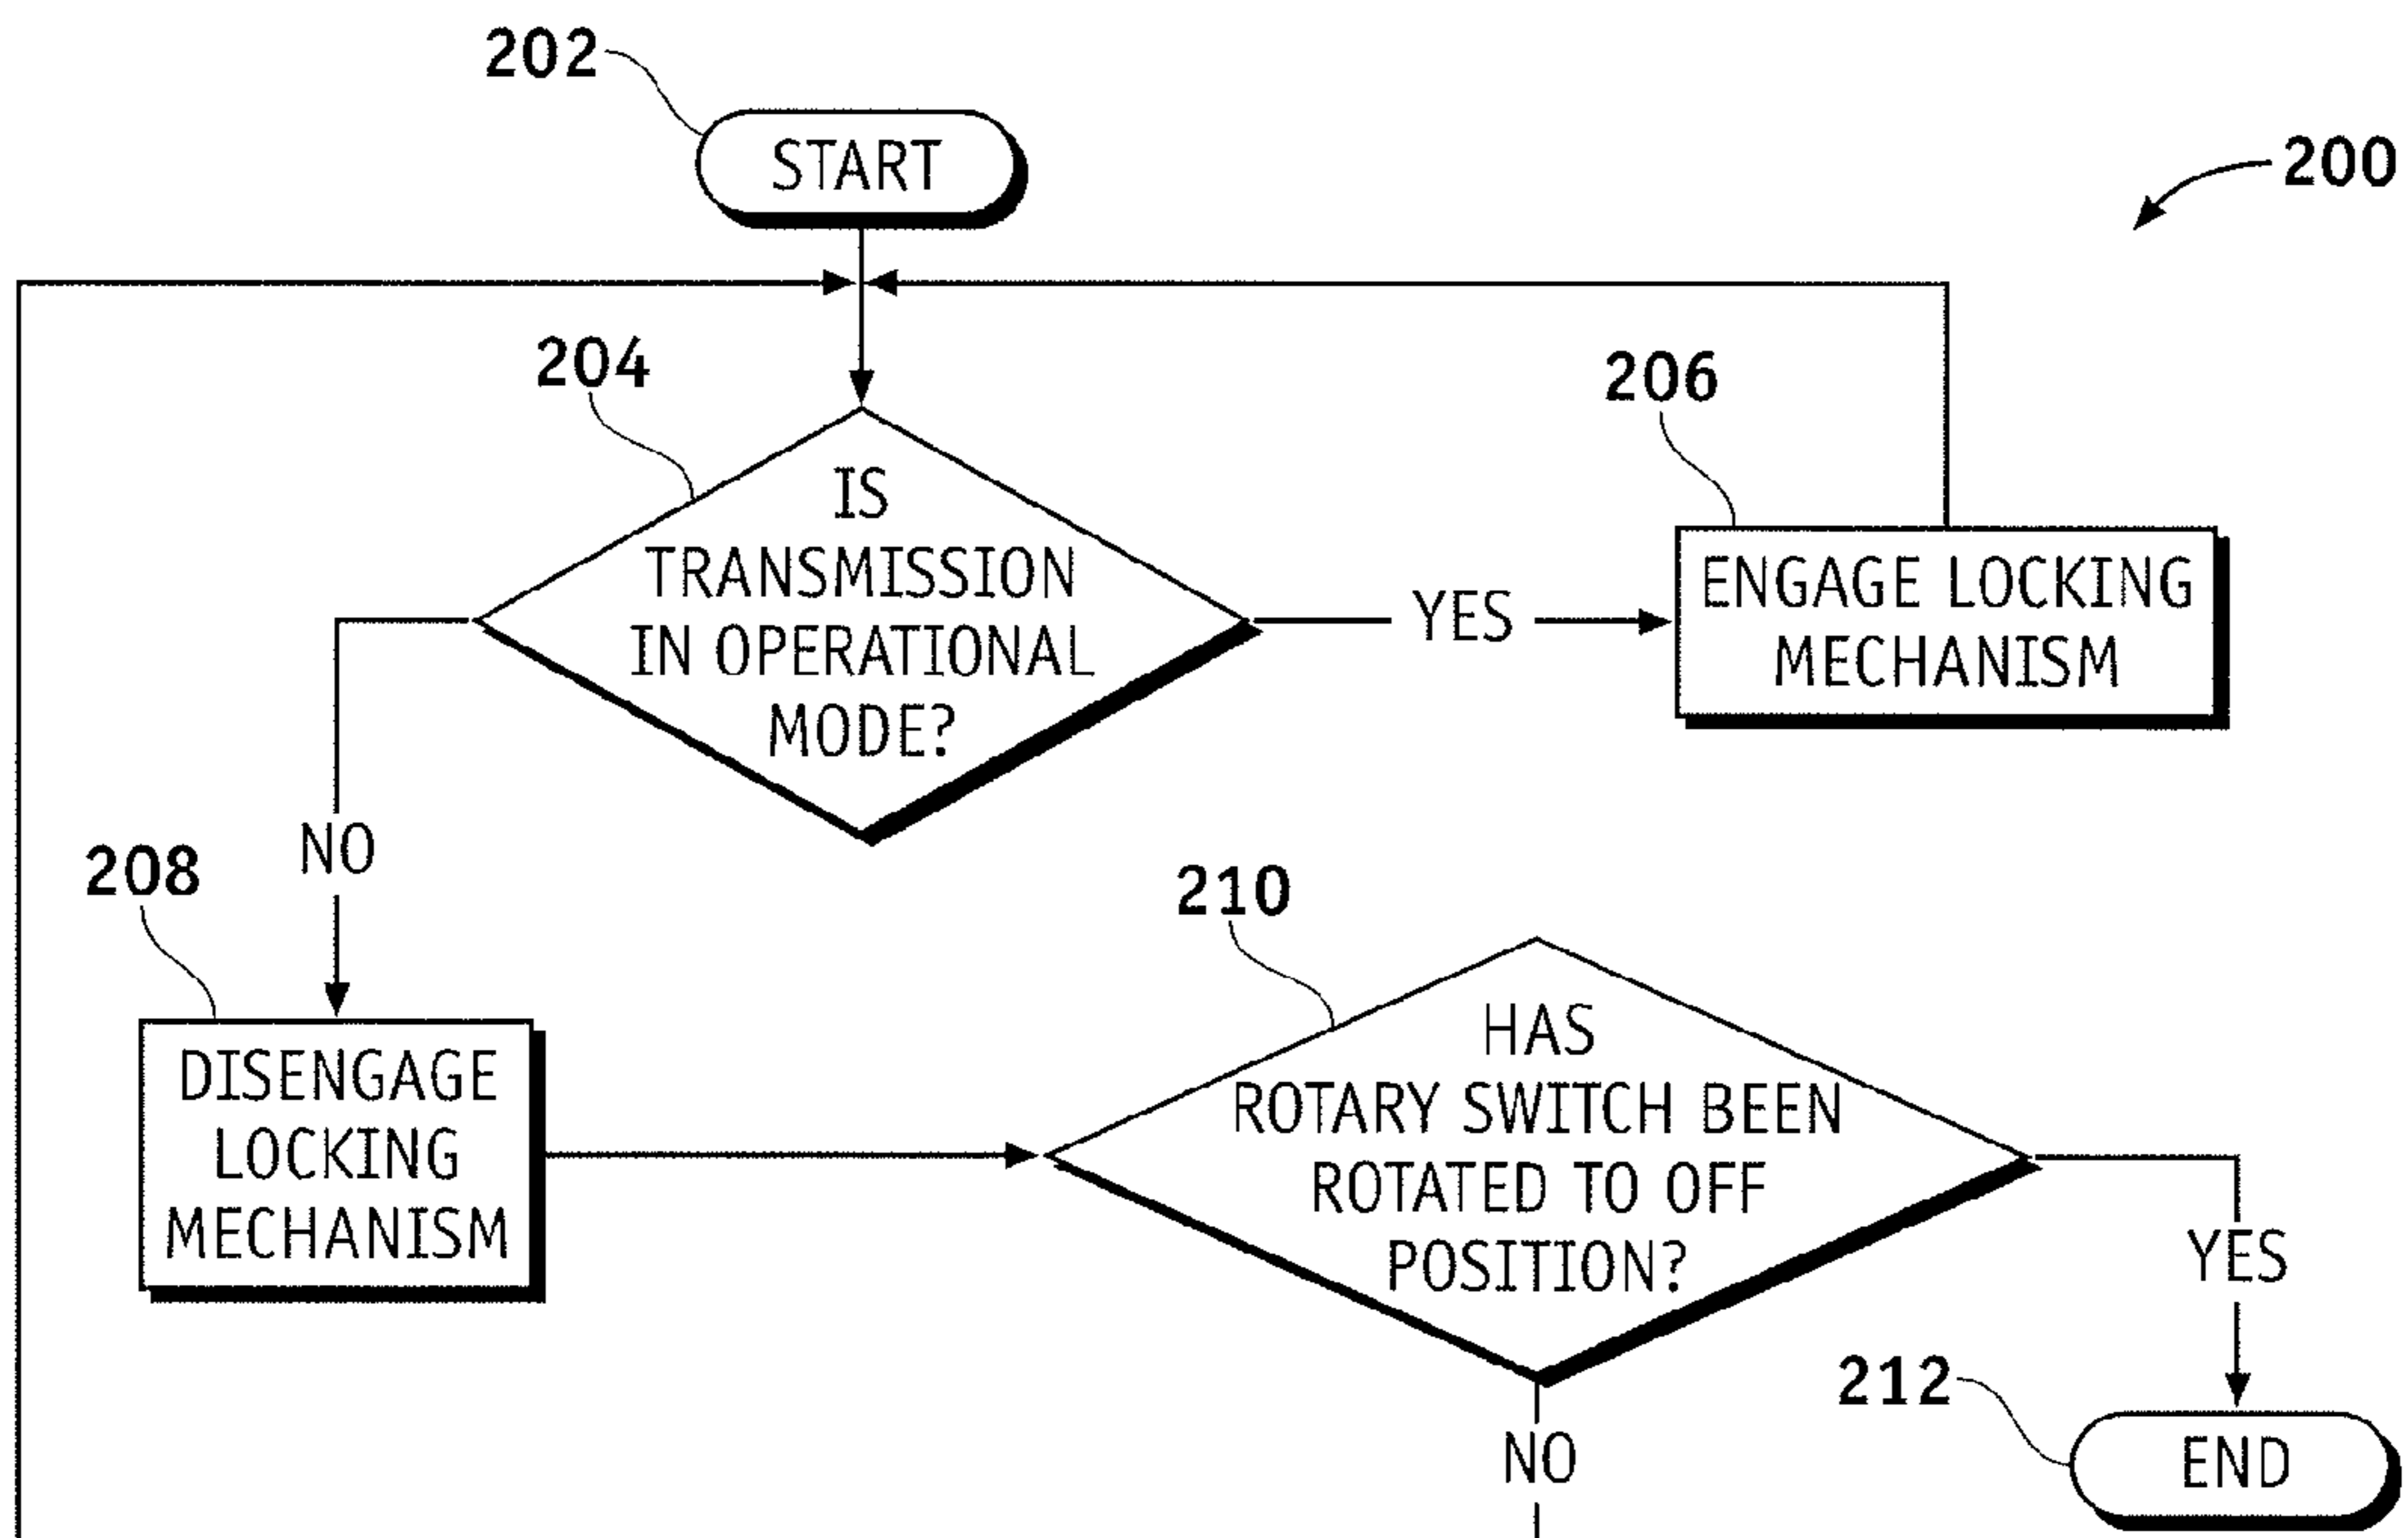 202
START
200
204
206
IS
TRANSMISSION
IN OPERATIONAL
MODE?
YES
ENGAGE LOCKING
MECHANISM
NO
208
210
DISENGAGE
LOCKING
MECHANISM
HAS
ROTARY SWITCH BEEN
ROTATED TO OFF
POSITION?
YES
212
NO
END